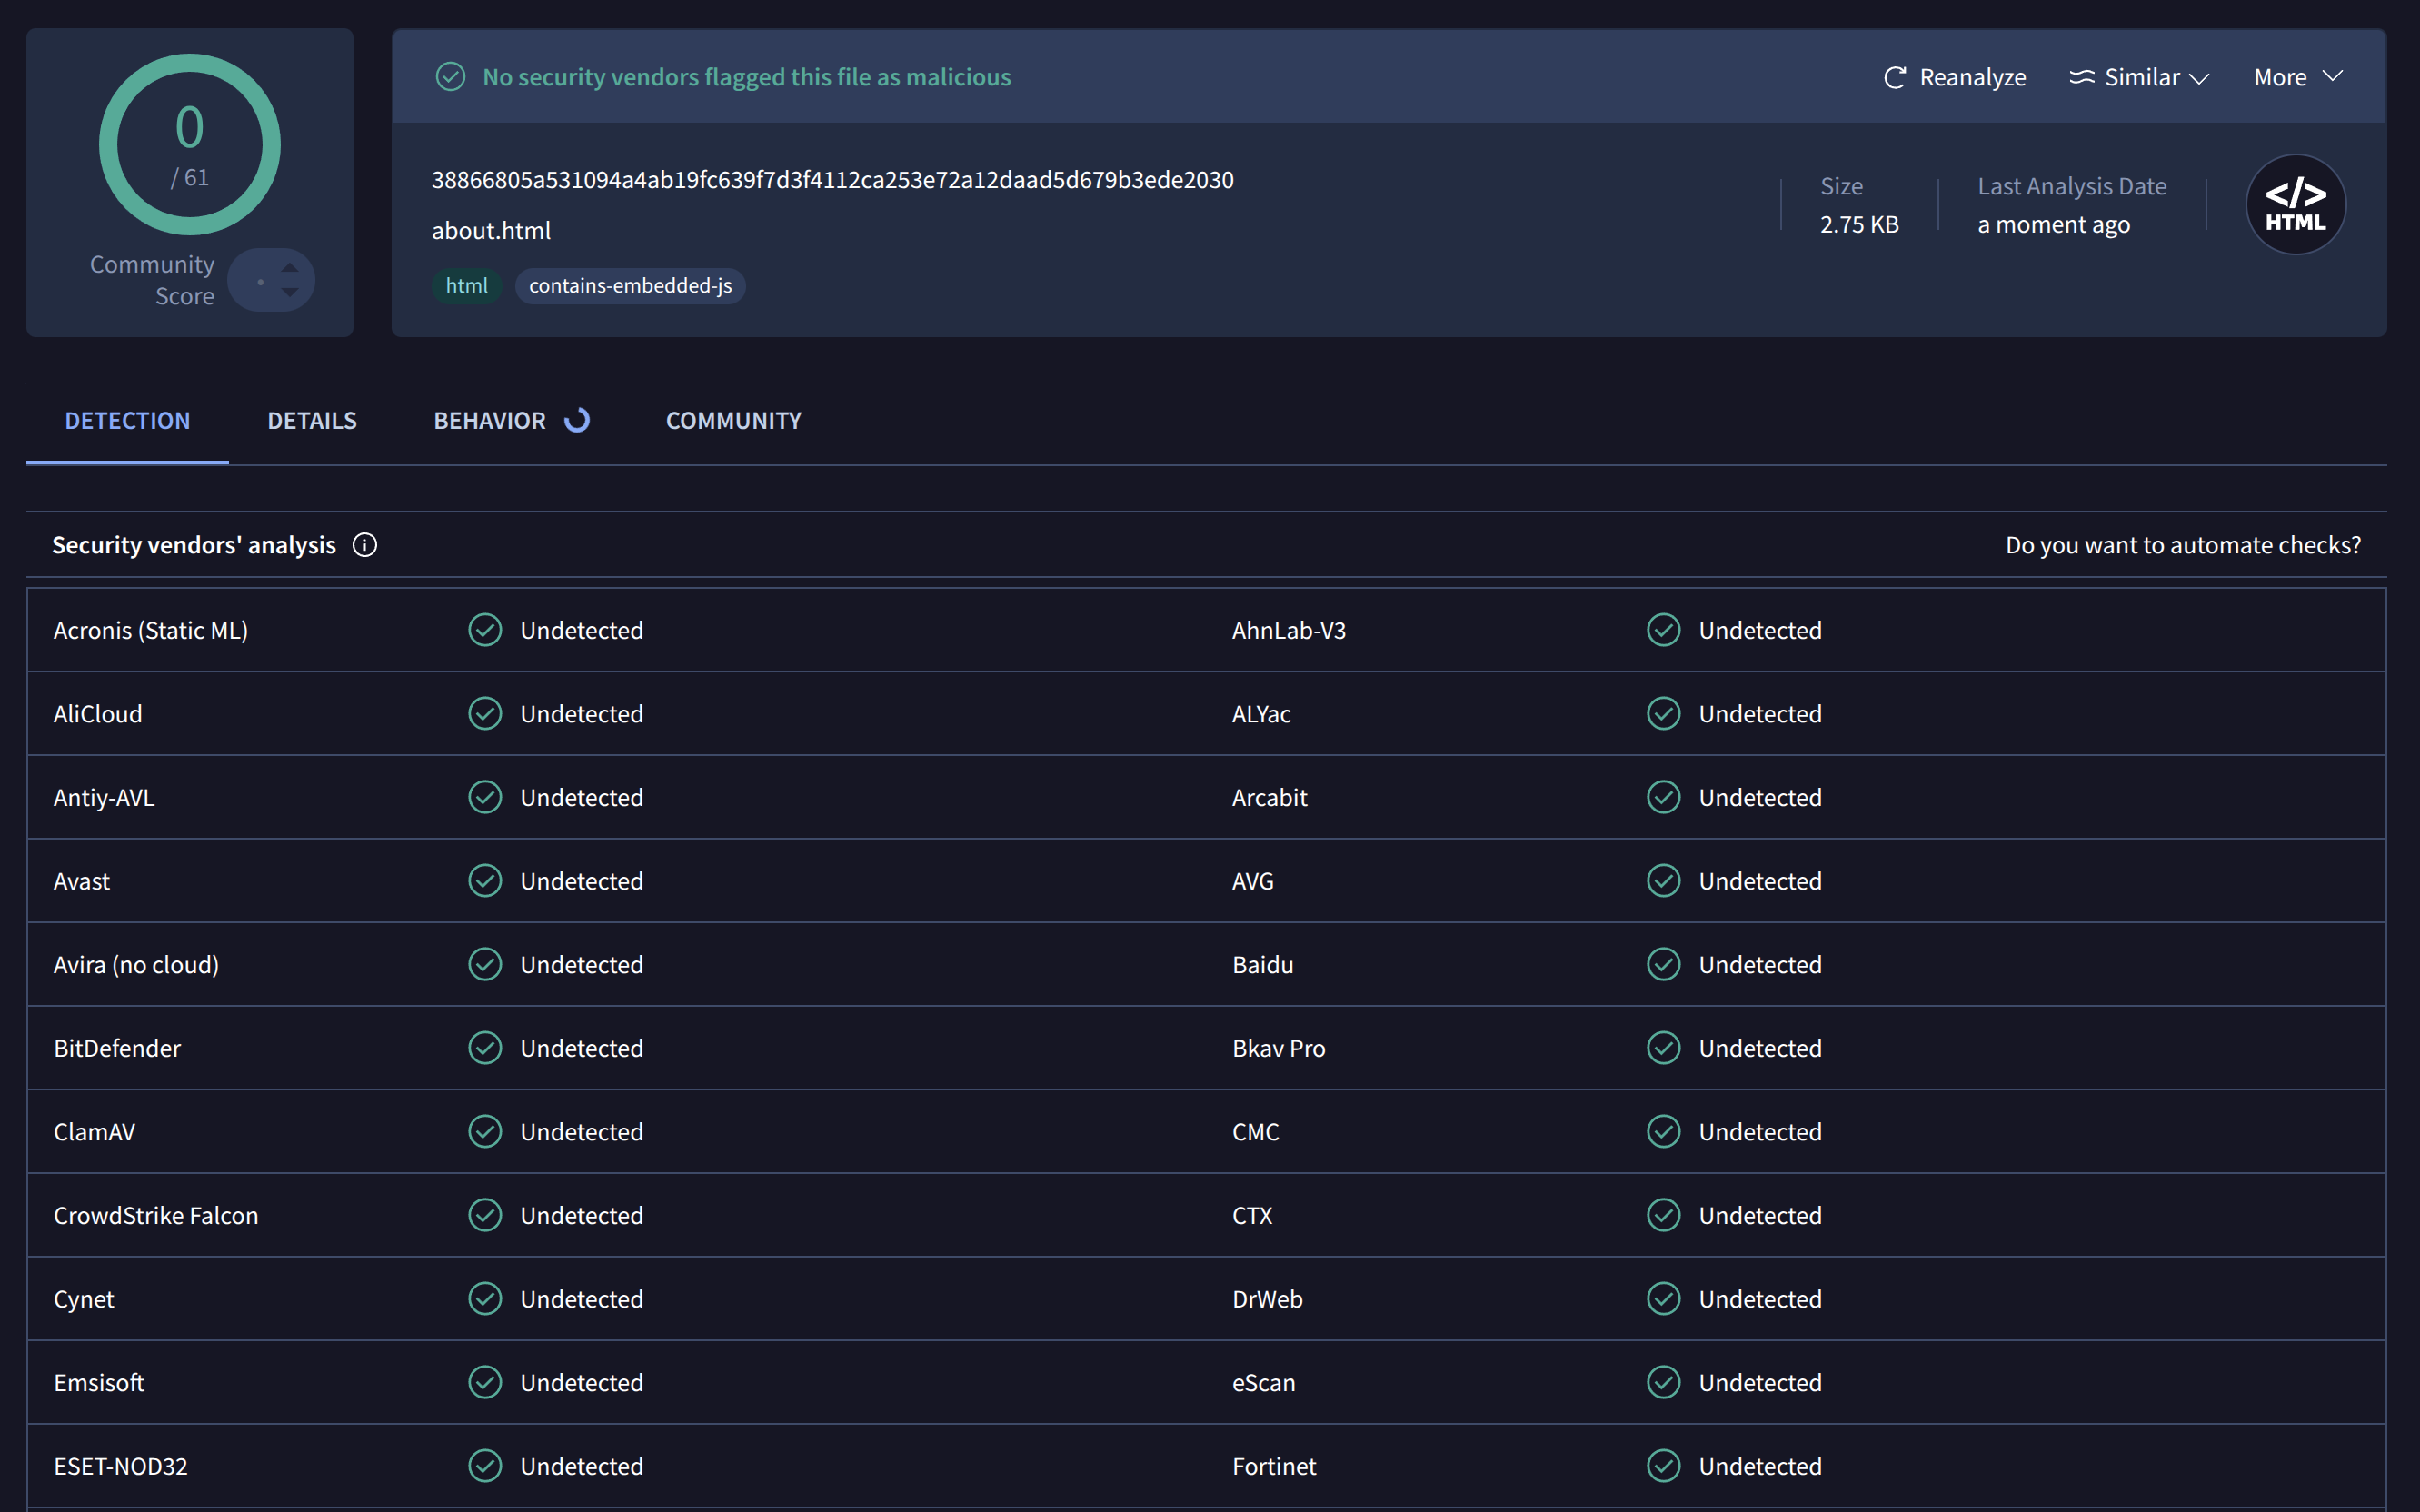 0
/ 61
Community
Score
No security vendors flagged this file as malicious
Reanalyze
Similar
More
38866805a531094a4ab19fc639f7d3f4112ca253e72a12daad5d679b3ede2030
about.html
html
contains-embedded-js
Size
2.75 KB
Last Analysis Date
a moment ago
</>
HTML
DETECTION
DETAILS
BEHAVIOR
COMMUNITY
Security vendors' analysis
Do you want to automate checks?
Acronis (Static ML) Undetected AhnLab-V3 Undetected
AliCloud Undetected ALYac Undetected
Antiy-AVL Undetected Arcabit Undetected
Avast Undetected AVG Undetected
Avira (no cloud) Undetected Baidu Undetected
BitDefender Undetected Bkav Pro Undetected
ClamAV Undetected CMC Undetected
CrowdStrike Falcon Undetected CTX Undetected
Cynet Undetected DrWeb Undetected
Emsisoft Undetected eScan Undetected
ESET-NOD32 Undetected Fortinet Undetected